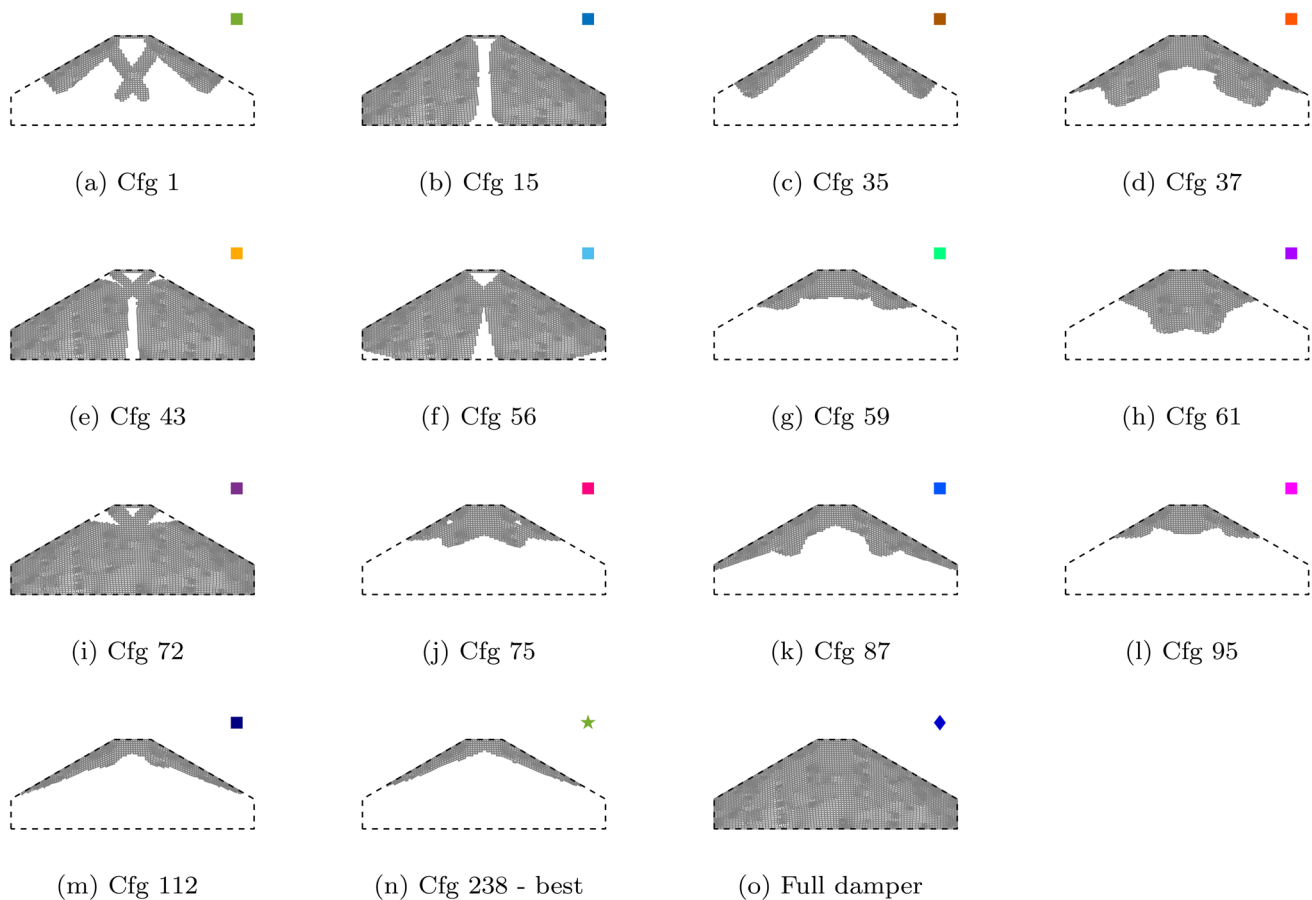 (a) Cfg 1
(b) Cfg 15
(c) Cfg 35
(d) Cfg 37
(e) Cfg 43
(f) Cfg 56
(g) Cfg 59
(h) Cfg 61
(i) Cfg 72
(j) Cfg 75
(k) Cfg 87
(l) Cfg 95
(m) Cfg 112
(n) Cfg 238 - best
(o) Full damper